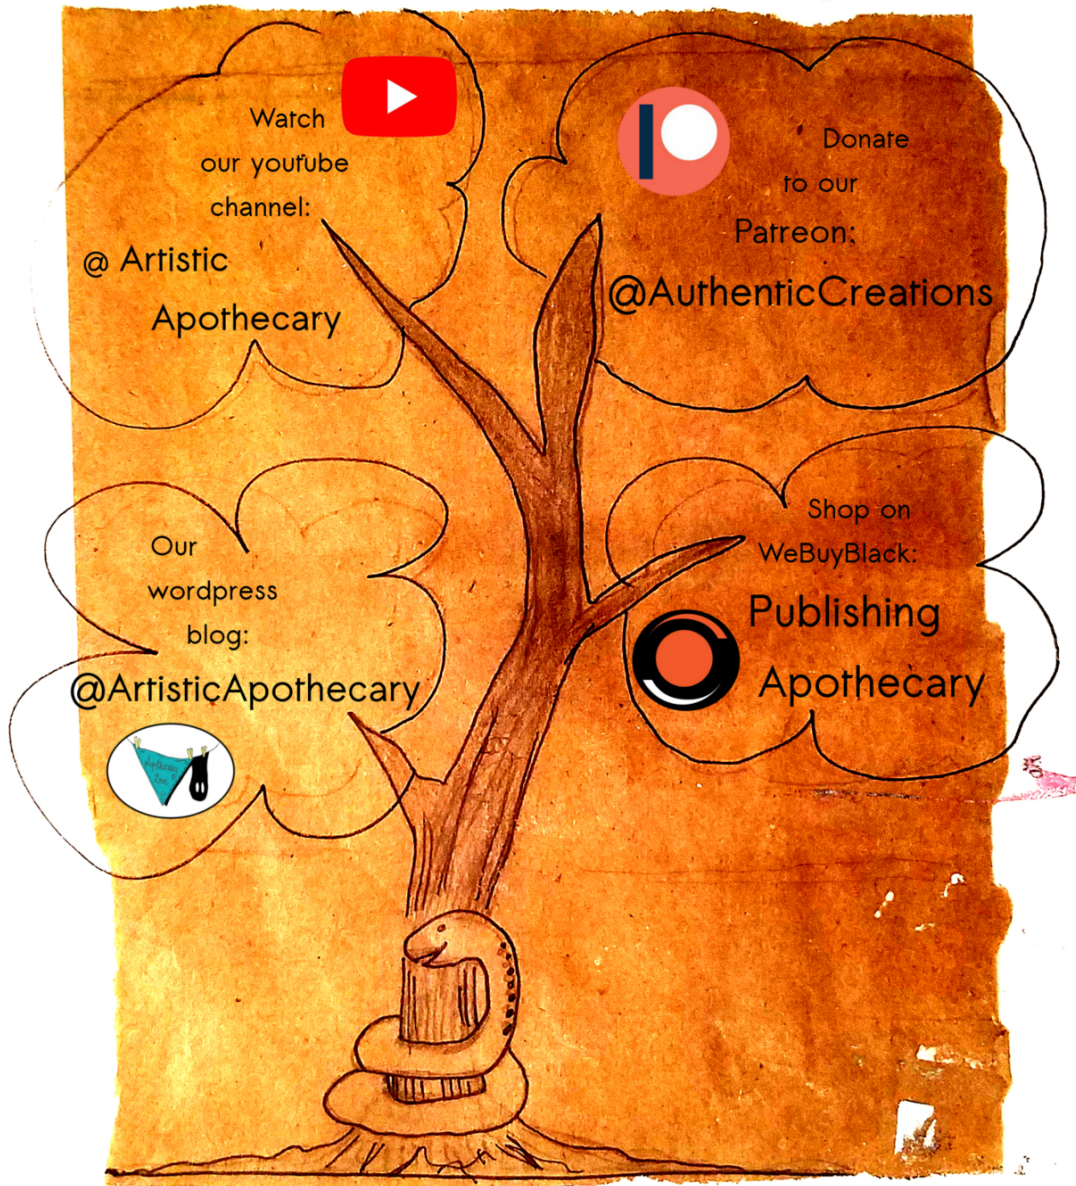 Watch
our youtube
channel:
@ Artistic
Apothecary
Donate
to our
Patreon:
@AuthenticCreations
Our
wordpress
blog:
@ArtisticApothecary
Shop on
WeBuyBlack:
Publishing
Apothecary